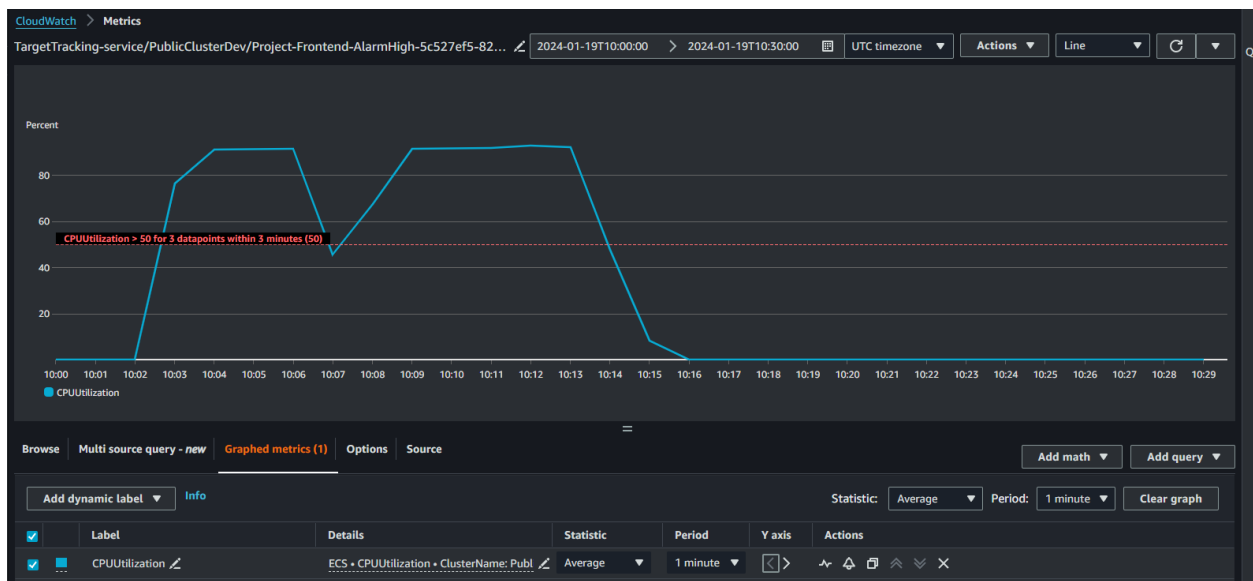 CloudWatch > Metrics
TargetTracking-service/PublicClusterDev/Project-Frontend-AlarmHigh-5c527ef5-82... 2024-01-19T10:00:00 > 2024-01-19T10:30:00 UTC timezone Actions Line
Percent
80
60
CPUUtilization > 50 for 3 datapoints within 3 minutes (50)
40
20
10:00 10:01 10:02 10:03 10:04 10:05 10:06 10:07 10:08 10:09 10:10 10:11 10:12 10:13 10:14 10:15 10:16 10:17 10:18 10:19 10:20 10:21 10:22 10:23 10:24 10:25 10:26 10:27 10:28 10:29
CPUUtilization
Browse Multi source query - new Graphed metrics (1) Options Source
Add math Add query
Add dynamic label Info Statistic: Average Period: 1 minute Clear graph
Label Details Statistic Period Y axis Actions
CPUUtilization ECS • CPUUtilization • ClusterName: Publ Average 1 minute < >